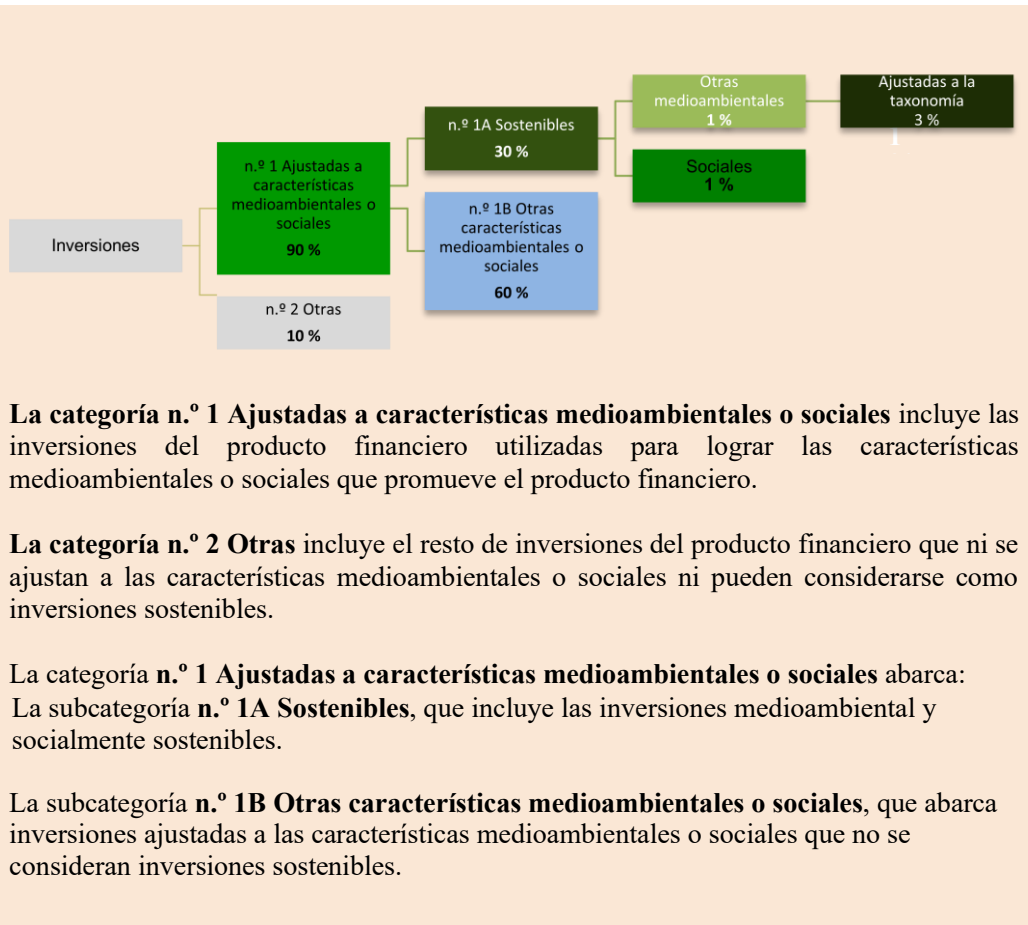 Inversiones
n.º 1 Ajustadas a
características
medioambientales o
sociales
90 %
n.º 2 Otras
10 %
n.º 1A Sostenibles
30 %
n.º 1B Otras
características
medioambientales o
sociales
60 %
Otras
medioambientales
1 %
Sociales
1 %
Ajustadas a la
taxonomía
3 %
La categoría n.º 1 Ajustadas a características medioambientales o sociales incluye las
inversiones del producto financiero utilizadas para lograr las características
medioambientales o sociales que promueve el producto financiero.
La categoría n.º 2 Otras incluye el resto de inversiones del producto financiero que ni se
ajustan a las características medioambientales o sociales ni pueden considerarse como
inversiones sostenibles.
La categoría n.º 1 Ajustadas a características medioambientales o sociales abarca:
La subcategoría n.º 1A Sostenibles, que incluye las inversiones medioambiental y
socialmente sostenibles.
La subcategoría n.º 1B Otras características medioambientales o sociales, que abarca
inversiones ajustadas a las características medioambientales o sociales que no se
consideran inversiones sostenibles.